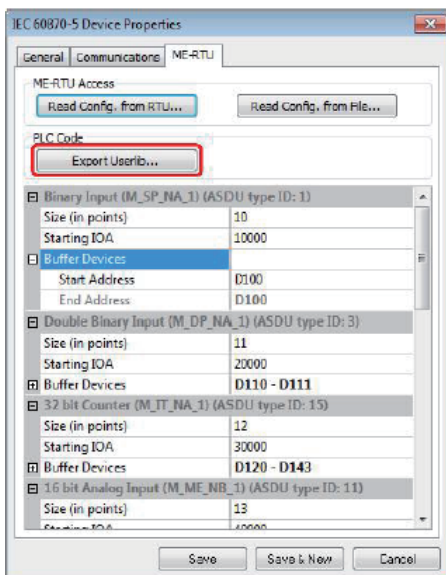 IEC 60870-5 Device Properties
General Communications ME-RTU
ME-RTU Access
Read Config. from RTU... Read Config. from File...
PLC Code
Export Userlib...
Binary Input (M_SP_NA_1) (ASDU type ID: 1)
Size (in points) 10
Starting IOA 10000
Buffer Devices
Start Address D100
End Address D100
Double Binary Input (M_DP_NA_1) (ASDU type ID: 3)
Size (in points) 11
Starting IOA 20000
Buffer Devices D110 - D111
32 bit Counter (M_IT_NA_1) (ASDU type ID: 15)
Size (in points) 12
Starting IOA 30000
Buffer Devices D120 - D143
16 bit Analog Input (M_ME_NB_1) (ASDU type ID: 11)
Size (in points) 13
Starting IOA 40000
Save Save & New Cancel